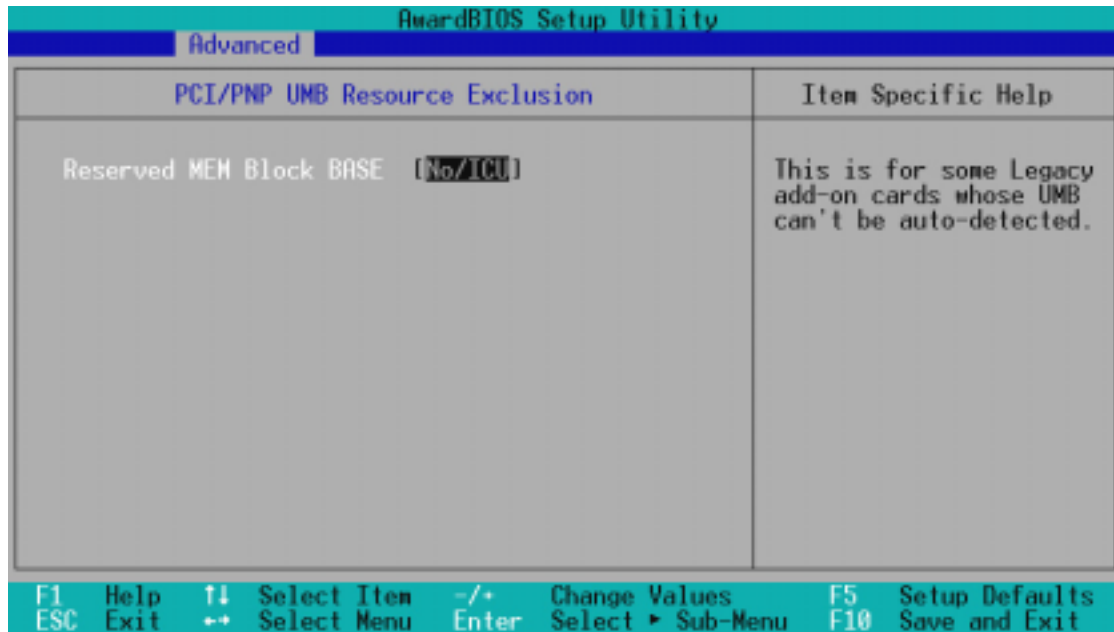 AwardBIOS Setup Utility
Advanced
PCI/PNP UMB Resource Exclusion
Item Specific Help
Reserved MEM Block BASE [No/ICU]
This is for some Legacy
add-on cards whose UMB
can't be auto-detected.
F1 Help ↑↓ Select Item -/+ Change Values F5 Setup Defaults
ESC Exit ←→ Select Menu Enter Select ► Sub-Menu F10 Save and Exit